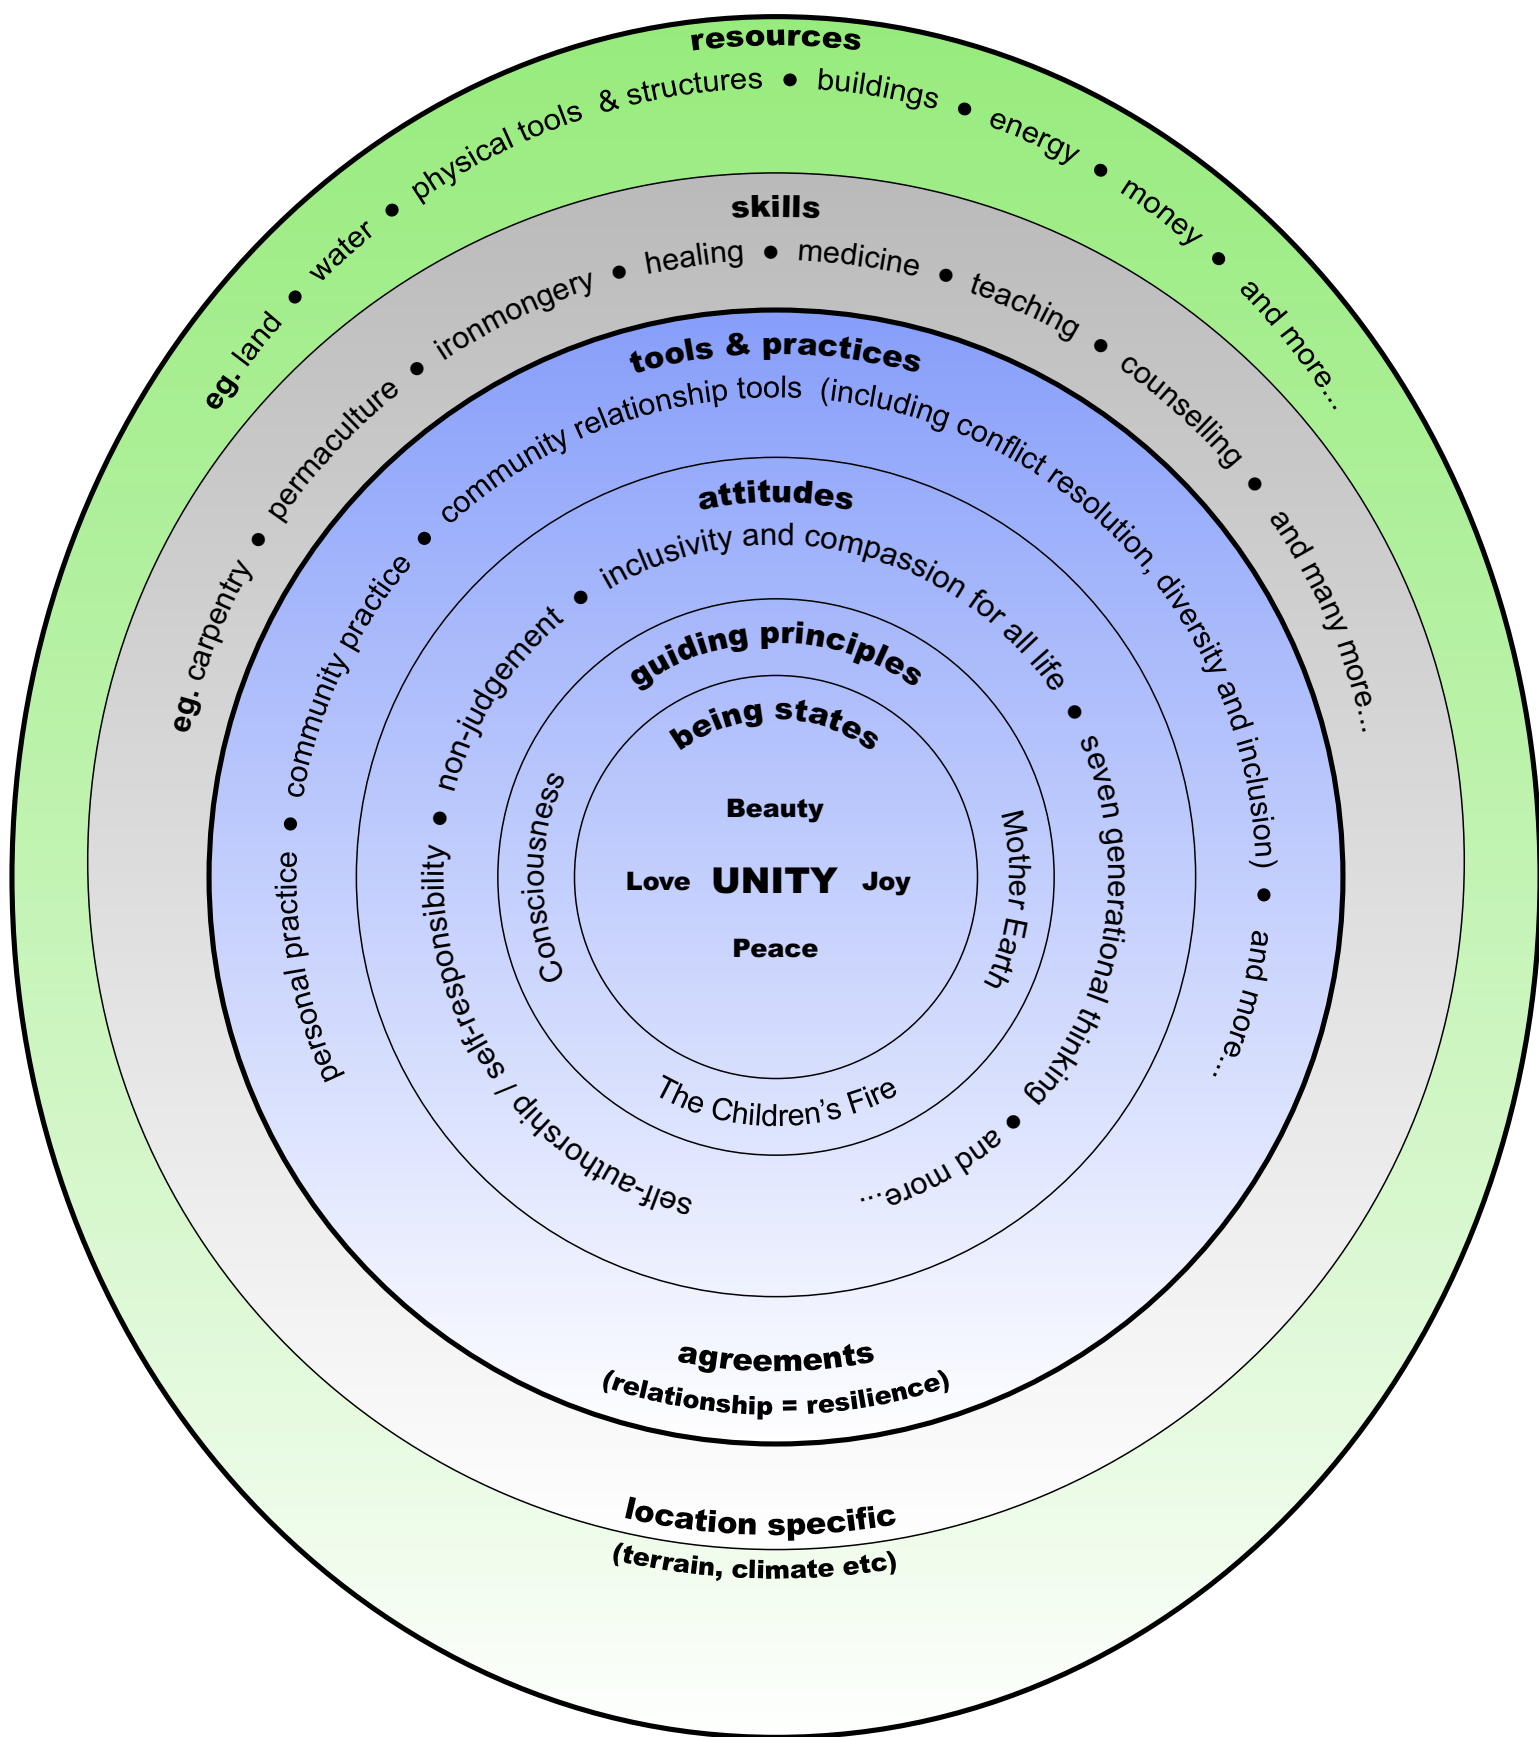 resources
eg. land • water • physical tools & structures • buildings • energy • money • and more...
skills
eg. carpentry • permaculture • ironmongery • healing • medicine • teaching • counselling • and many more...
tools & practices
personal practice • community practice • community relationship tools (including conflict resolution, diversity and inclusion) • and more...
attitudes
self-authorship / self-responsibility • non-judgement • inclusivity and compassion for all life • seven generational thinking • and more...
guiding principles
Consciousness
Mother Earth
The Children's Fire
being states
Beauty
Love UNITY Joy
Peace
agreements
(relationship = resilience)
location specific
(terrain, climate etc)